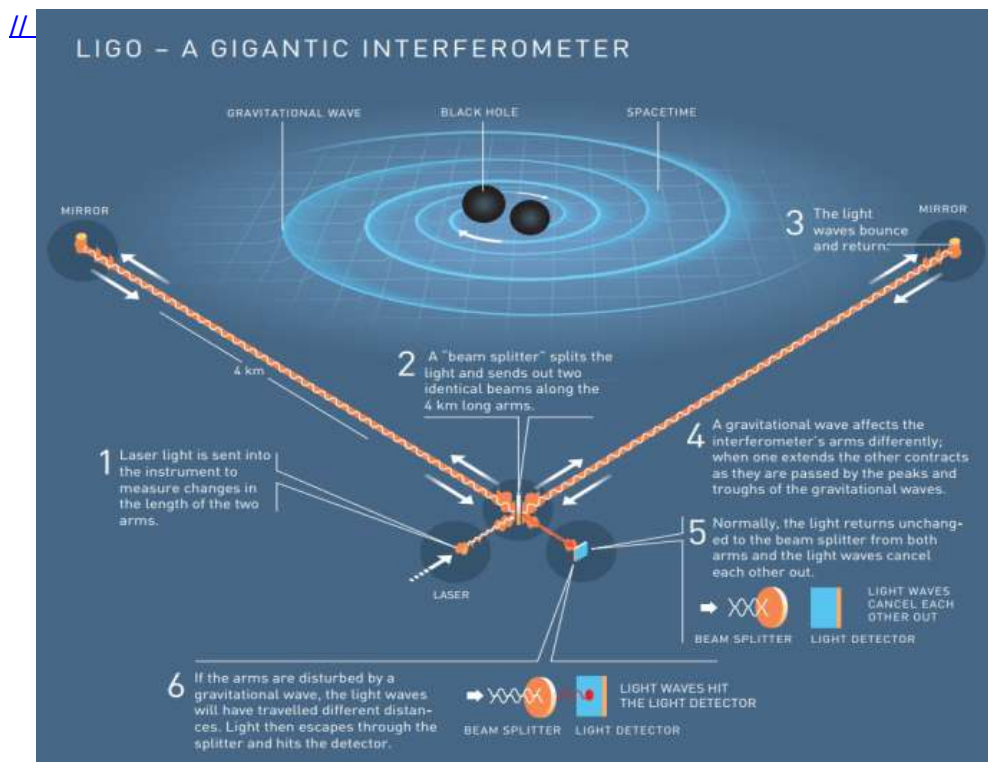 //
LIGO – A GIGANTIC INTERFEROMETER
GRAVITATIONAL WAVE
BLACK HOLE
SPACETIME
MIRROR
3 The light
waves bounce
and return.
MIRROR
4 km
2 A “beam splitter” splits the
light and sends out two
identical beams along the
4 km long arms.
1 Laser light is sent into
the instrument to
measure changes in
the length of the two
arms.
4 A gravitational wave affects the
interferometer's arms differently;
when one extends the other contracts
as they are passed by the peaks and
troughs of the gravitational waves.
LASER
5 Normally, the light returns unchang-
ed to the beam splitter from both
arms and the light waves cancel
each other out.
LIGHT WAVES
CANCEL EACH
OTHER OUT
BEAM SPLITTER
LIGHT DETECTOR
6 If the arms are disturbed by a
gravitational wave, the light waves
will have travelled different distan-
ces. Light then escapes through the
splitter and hits the detector.
LIGHT WAVES HIT
THE LIGHT DETECTOR
BEAM SPLITTER
LIGHT DETECTOR